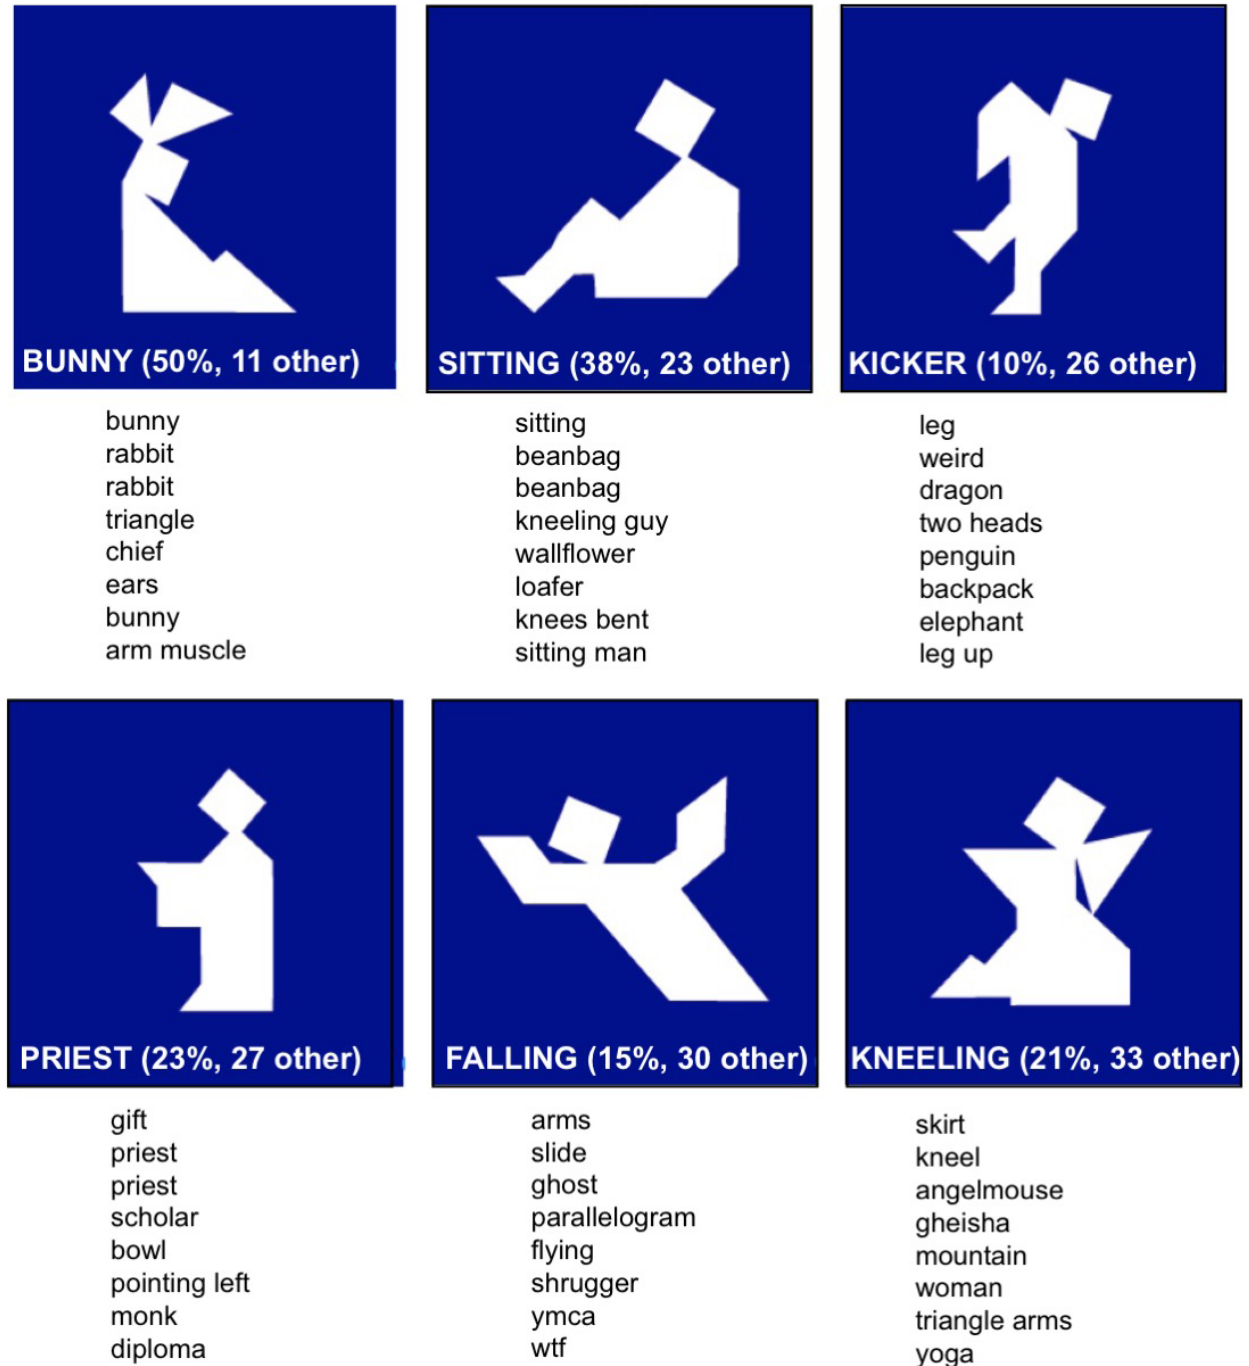 BUNNY (50%, 11 other)
bunny
rabbit
rabbit
triangle
chief
ears
bunny
arm muscle
SITTING (38%, 23 other)
sitting
beanbag
beanbag
kneeling guy
wallflower
loafer
knees bent
sitting man
KICKER (10%, 26 other)
leg
weird
dragon
two heads
penguin
backpack
elephant
leg up
PRIEST (23%, 27 other)
gift
priest
priest
scholar
bowl
pointing left
monk
diploma
FALLING (15%, 30 other)
arms
slide
ghost
parallelogram
flying
shrugger
ymca
wtf
KNEELING (21%, 33 other)
skirt
kneel
angelmouse
gheisha
mountain
woman
triangle arms
yoga